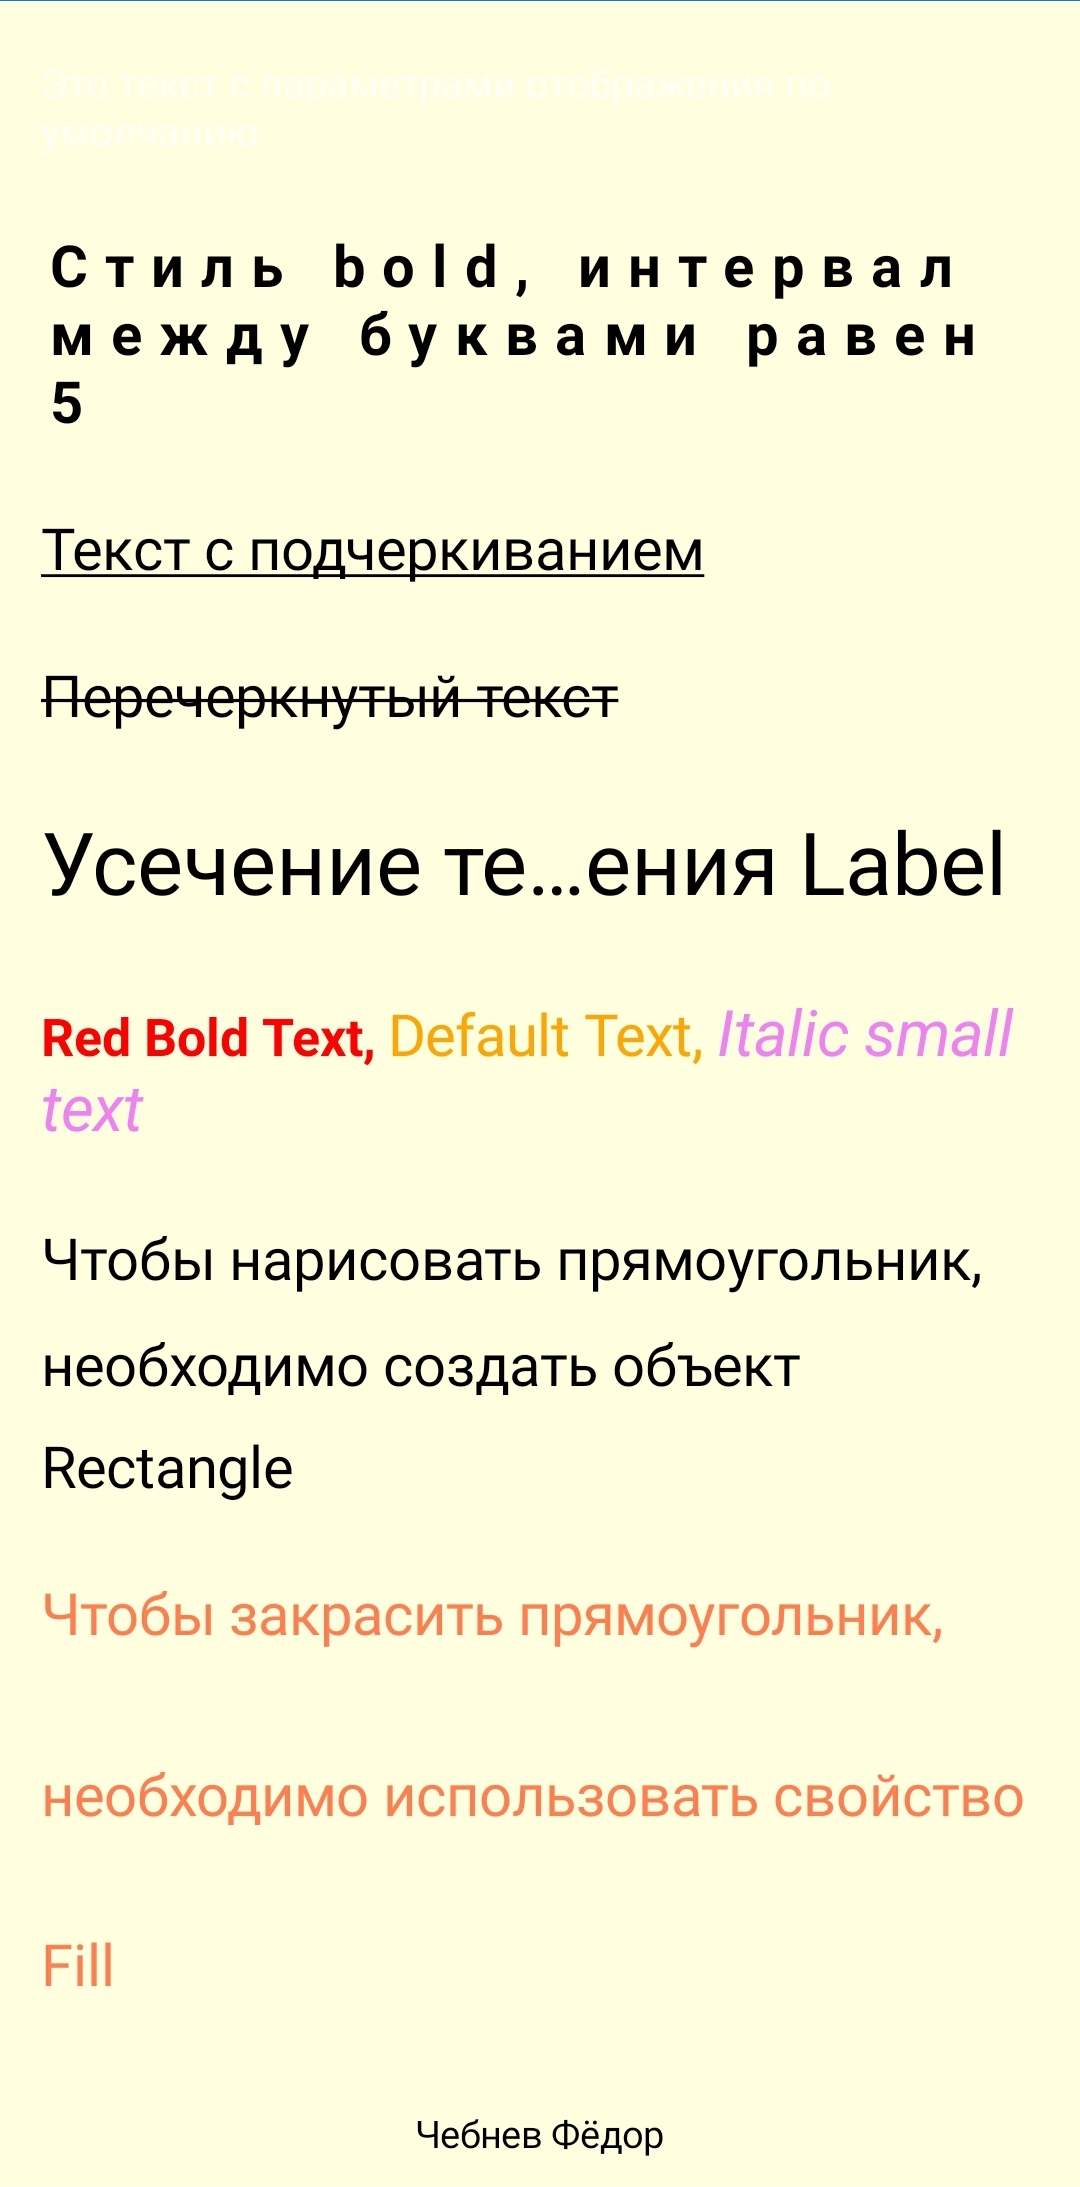 Это текст с параметрами отображения по
умолчанию
Стиль bold, интервал
между буквами равен
5
Текст с подчеркиванием
Перечеркнутый текст
Усечение те...ения Label
Red Bold Text, Default Text, Italic small
text
Чтобы нарисовать прямоугольник,
необходимо создать объект
Rectangle
Чтобы закрасить прямоугольник,
необходимо использовать свойство
Fill
Чебнев Фёдор